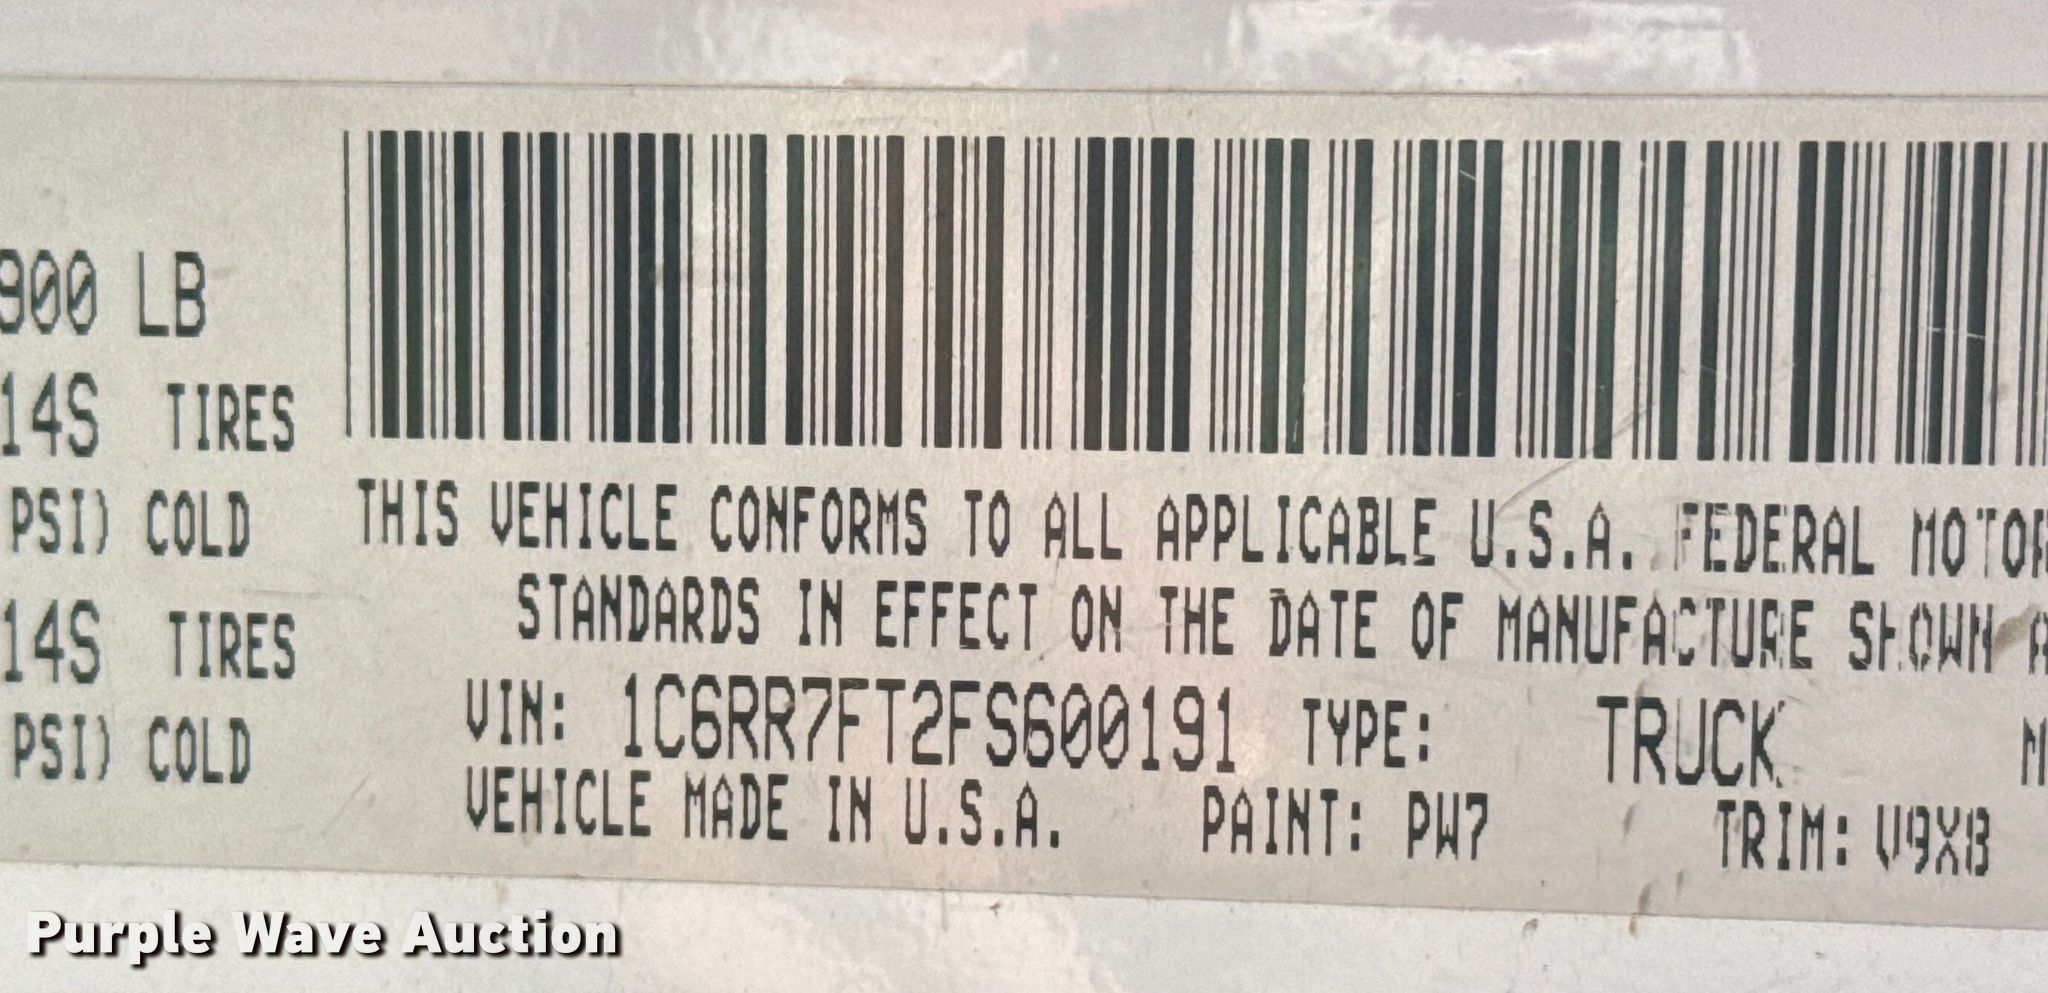 900 LB
14S TIRES
PSI) COLD
14S TIRES
PSI) COLD
THIS VEHICLE CONFORMS TO ALL APPLICABLE U.S.A. FEDERAL MOTOR
STANDARDS IN EFFECT ON THE DATE OF MANUFACTURE SHOWN A
VIN: 1C6RR7FT2FS600191 TYPE: TRUCK M
VEHICLE MADE IN U.S.A. PAINT: PW7 TRIM: V9X8
Purple Wave Auction